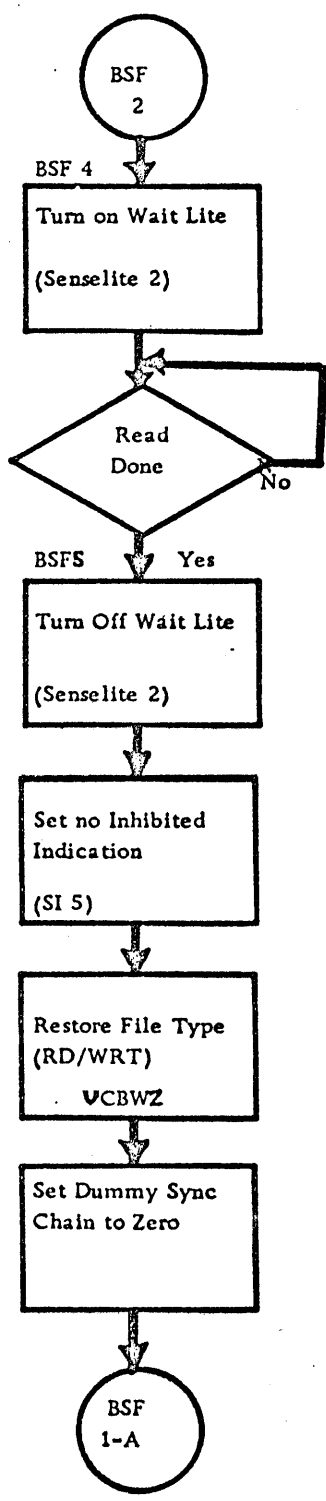 BSF
2
BSF 4
Turn on Wait Lite
(Senselite 2)
Read
Done
No
BSF5 Yes
Turn Off Wait Lite
(Senselite 2)
Set no Inhibited
Indication
(SI 5)
Restore File Type
(RD/WRT)
UCBW2
Set Dummy Sync
Chain to Zero
BSF
1-A